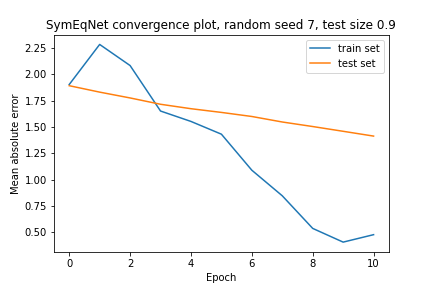 SymEqNet convergence plot, random seed 7, test size 0.9
train set
test set
2.25
2.00
1.75
1.50
1.25
1.00
0.75
0.50
Mean absolute error
0 2 4 6 8 10
Epoch